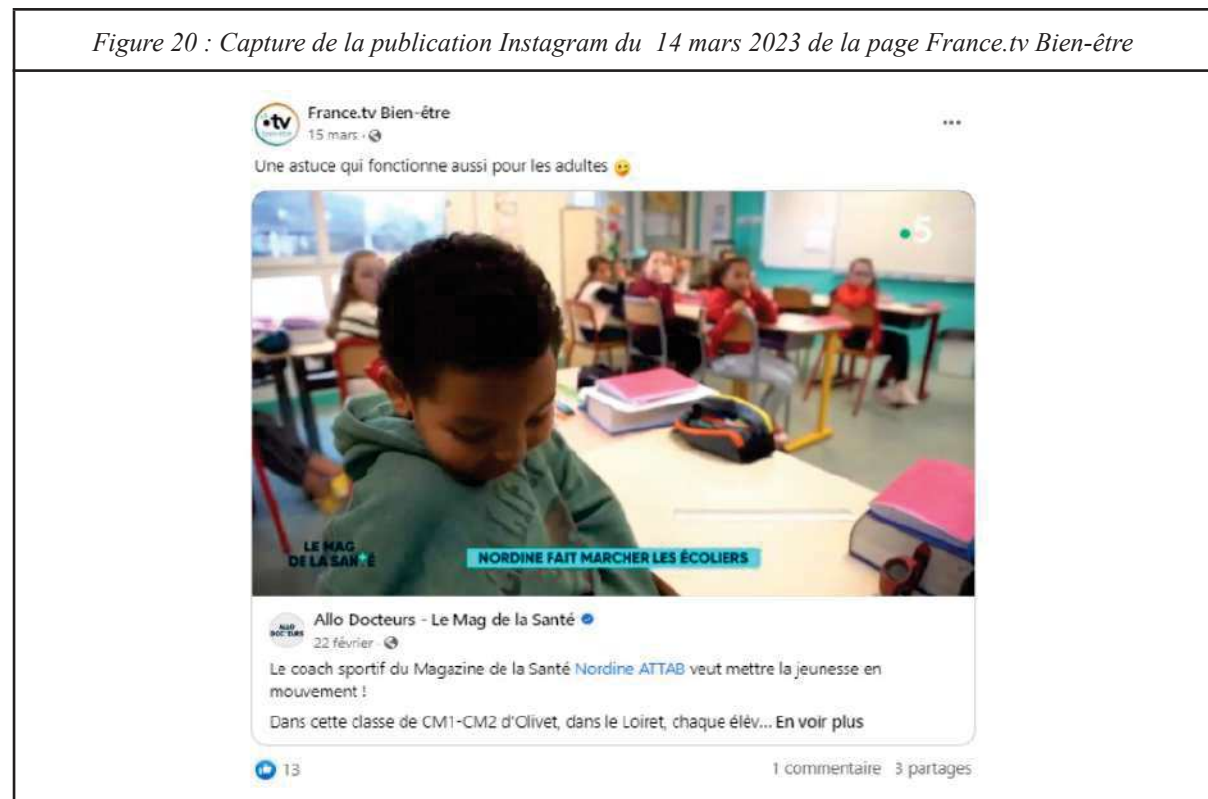 Figure 20 : Capture de la publication Instagram du 14 mars 2023 de la page France.tv Bien-être
•tv
France.tv Bien-être
15 mars ·
...
Une astuce qui fonctionne aussi pour les adultes
•5
LE MAG
DE LA SANTÉ
NORDINE FAIT MARCHER LES ÉCOLIERS
ALLO
DOCTEURS
Allo Docteurs - Le Mag de la Santé
22 février ·
Le coach sportif du Magazine de la Santé Nordine ATTAB veut mettre la jeunesse en
mouvement !
Dans cette classe de CM1-CM2 d'Olivet, dans le Loiret, chaque élév... En voir plus
13
1 commentaire 3 partages